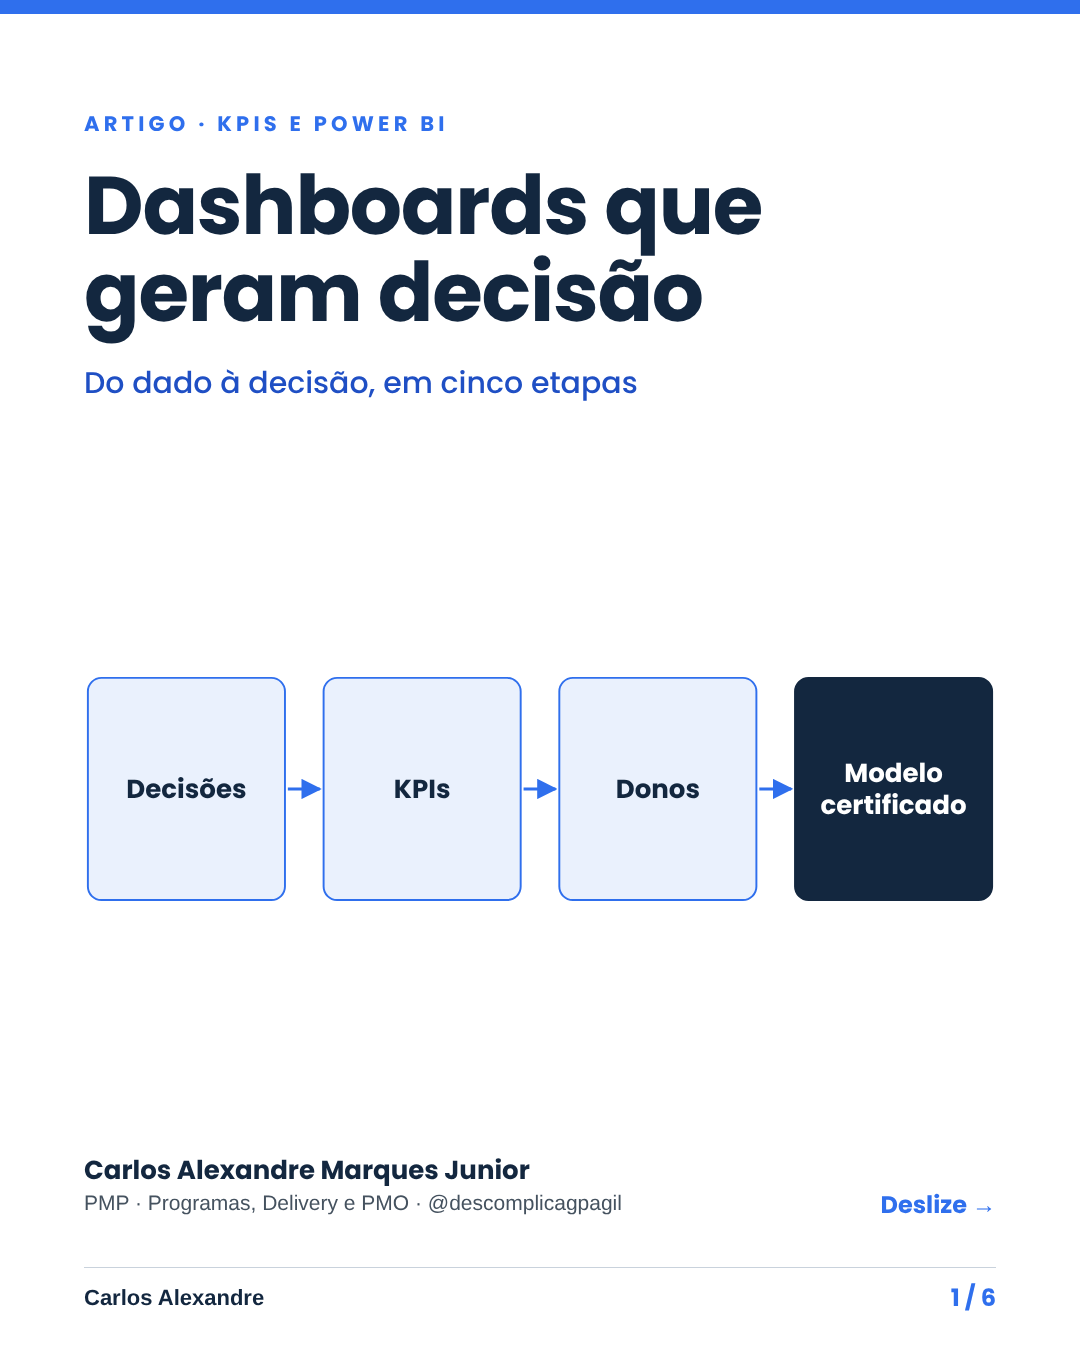 ARTIGO · KPIS E POWER BI
Dashboards que
geram decisão
Do dado à decisão, em cinco etapas
Decisões
KPIs
Donos
Modelo
certificado
Carlos Alexandre Marques Junior
PMP · Programas, Delivery e PMO · @descomplicagpagil
Deslize →
Carlos Alexandre
1 / 6